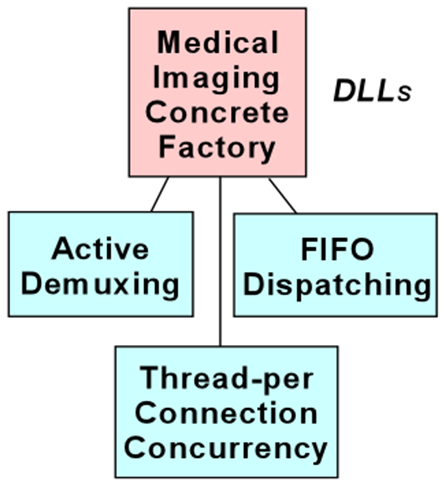 Medical
Imaging
Concrete
Factory
DLLs
Active
Demuxing
FIFO
Dispatching
Thread-per
Connection
Concurrency